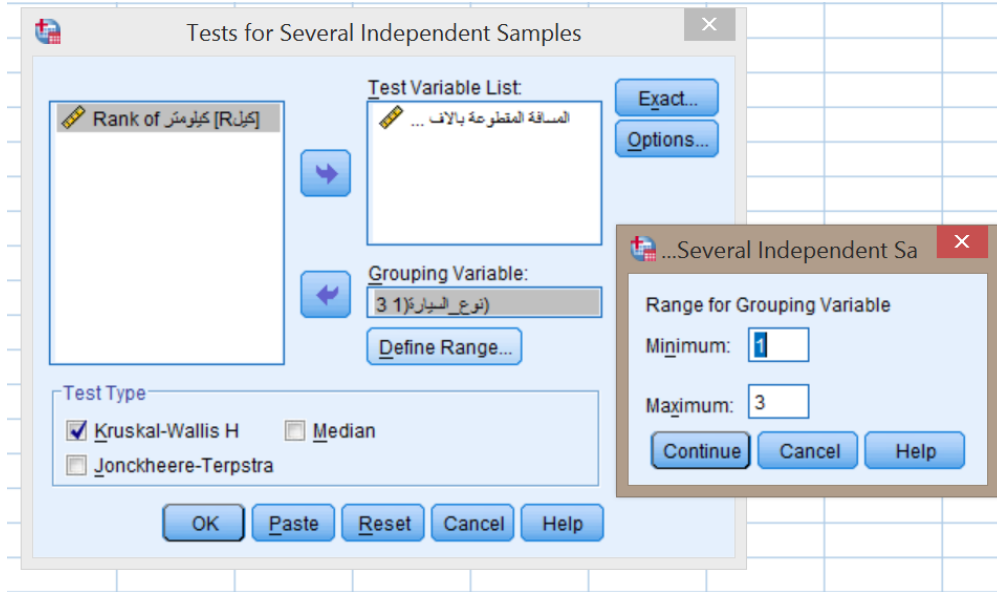 Tests for Several Independent Samples
Rank of كيلومتر [Rكيل]
Test Variable List:
المسافة المقطوعة بالاف ...
Grouping Variable:
نوع_السيارة(1 3)
Define Range...
Exact...
Options...
Test Type
Kruskal-Wallis H
Median
Jonckheere-Terpstra
OK
Paste
Reset
Cancel
Help
...Several Independent Sa
Range for Grouping Variable
Minimum: 1
Maximum: 3
Continue
Cancel
Help